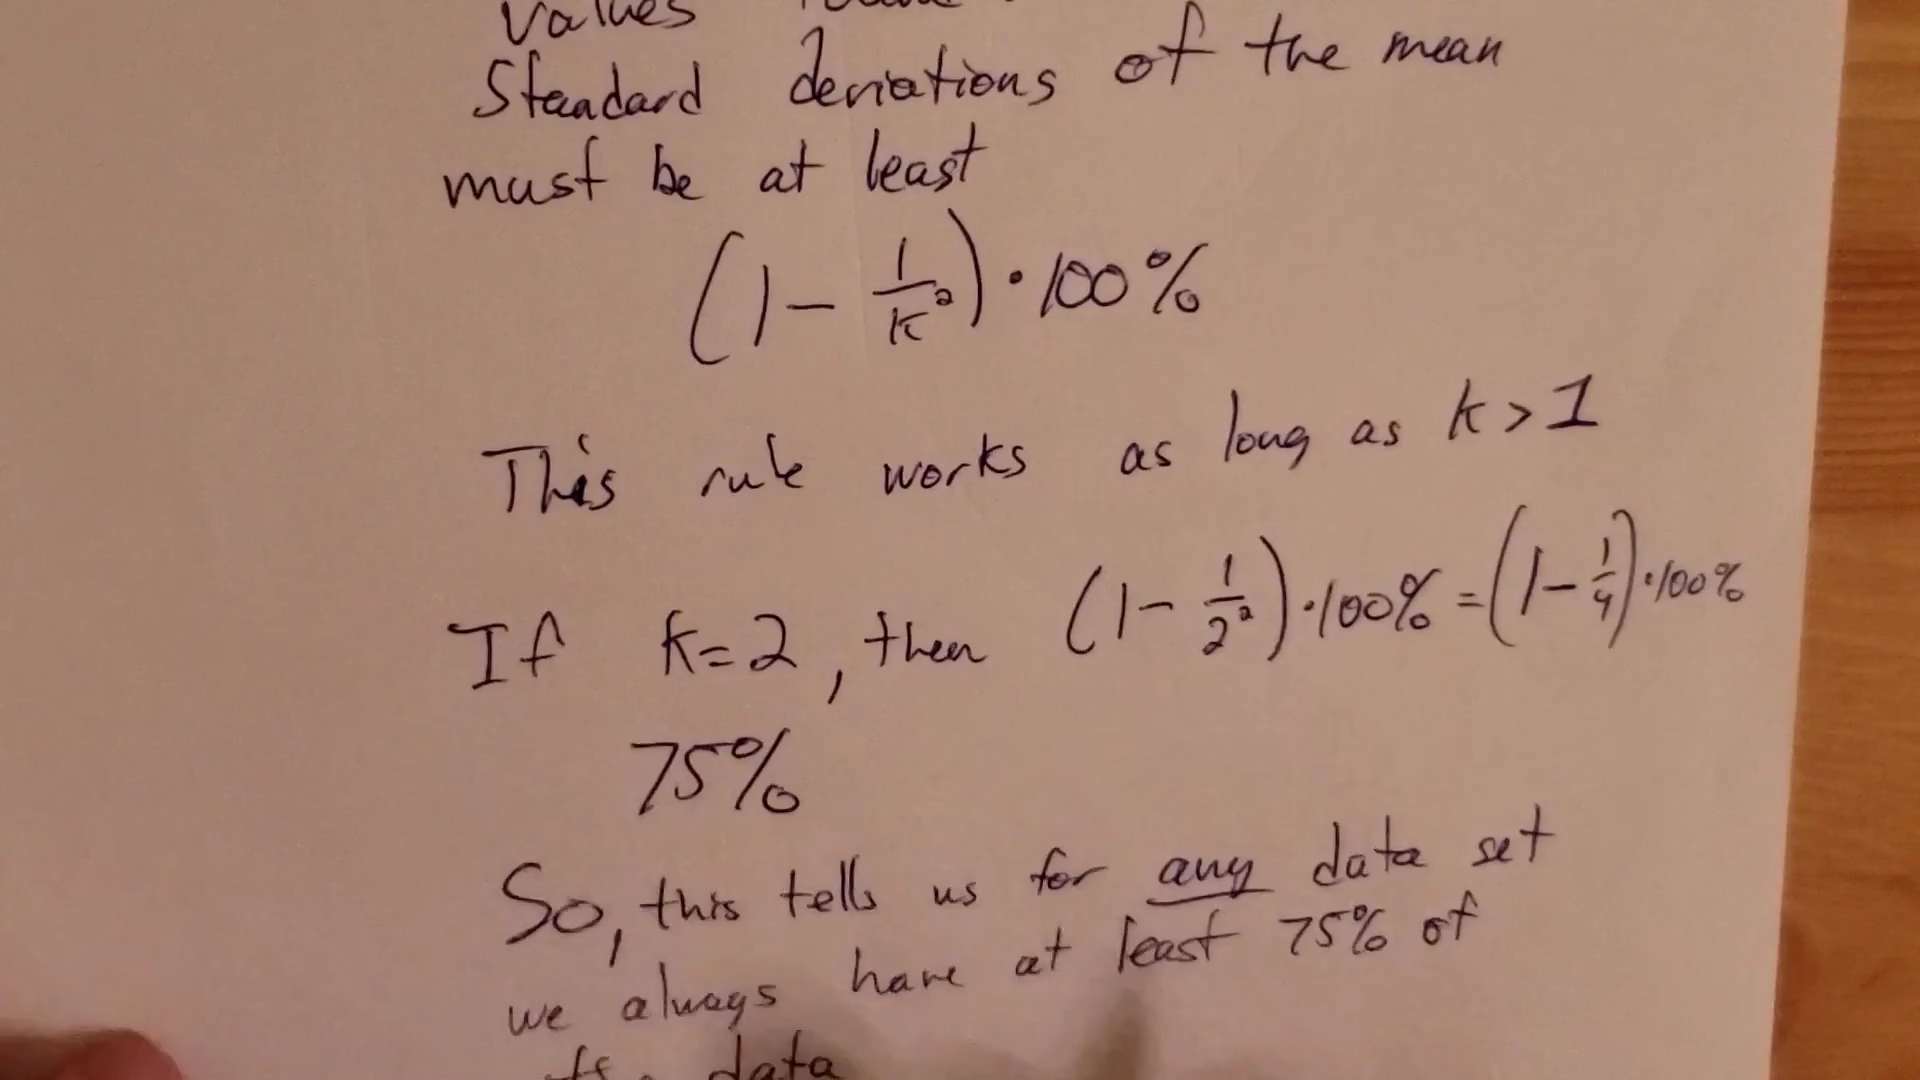 values
Standard deviations of the mean
must be at least
(1 - 1/k²) · 100%
This rule works as long as k > 1
If k = 2, then (1 - 1/2²) · 100% = (1 - 1/4) · 100%
75%
So, this tells us for any data set
we always have at least 75% of
data